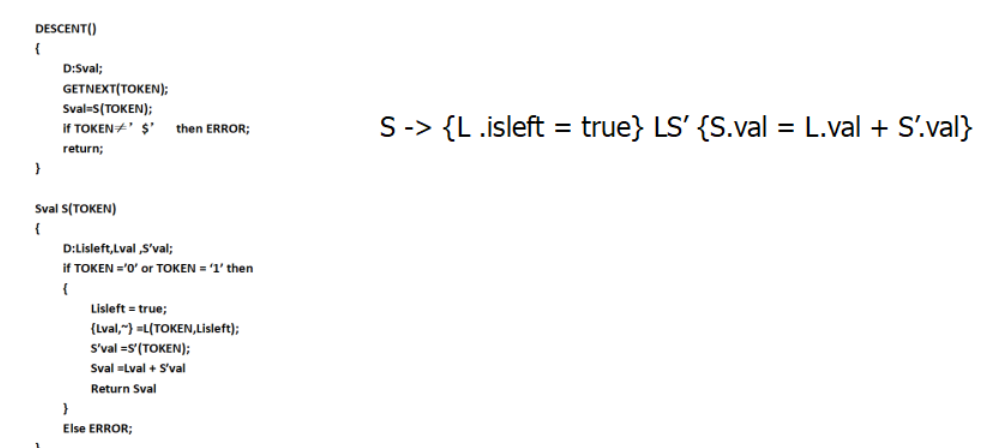 DESCENT()
{
D:Sval;
GETNEXT(TOKEN);
Sval=S(TOKEN);
if TOKEN≠’ $’ then ERROR;
return;
}
S -> {L .isleft = true} LS’ {S.val = L.val + S’.val}
Sval S(TOKEN)
{
D:Lisleft,Lval ,S’val;
if TOKEN =’0’ or TOKEN = ‘1’ then
{
Lisleft = true;
{Lval,~} =L(TOKEN,Lisleft);
S’val =S’(TOKEN);
Sval =Lval + S’val
Return Sval
}
Else ERROR;
}